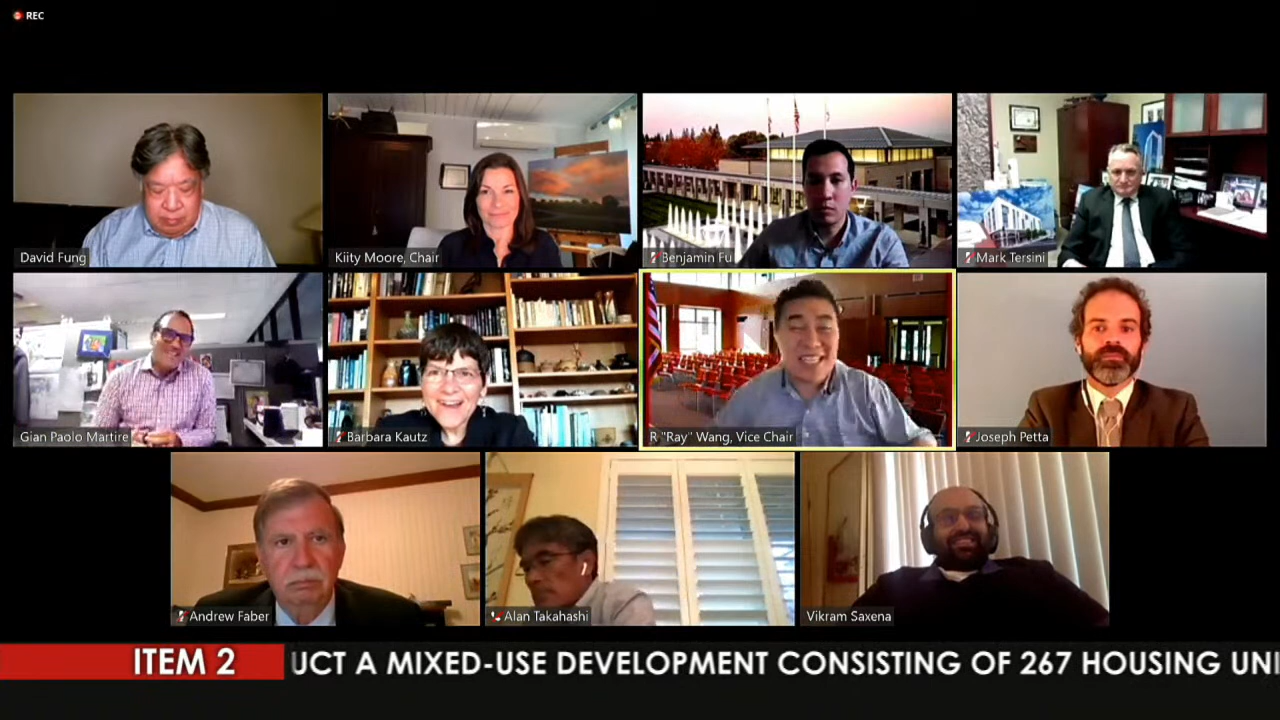 REC
David Fung
Kiity Moore, Chair
Benjamin Fu
Mark Tersini
Gian Paolo Martire
Barbara Kautz
R "Ray" Wang, Vice Chair
Joseph Petta
Andrew Faber
Alan Takahashi
Vikram Saxena
ITEM 2
UCT A MIXED-USE DEVELOPMENT CONSISTING OF 267 HOUSING UNI